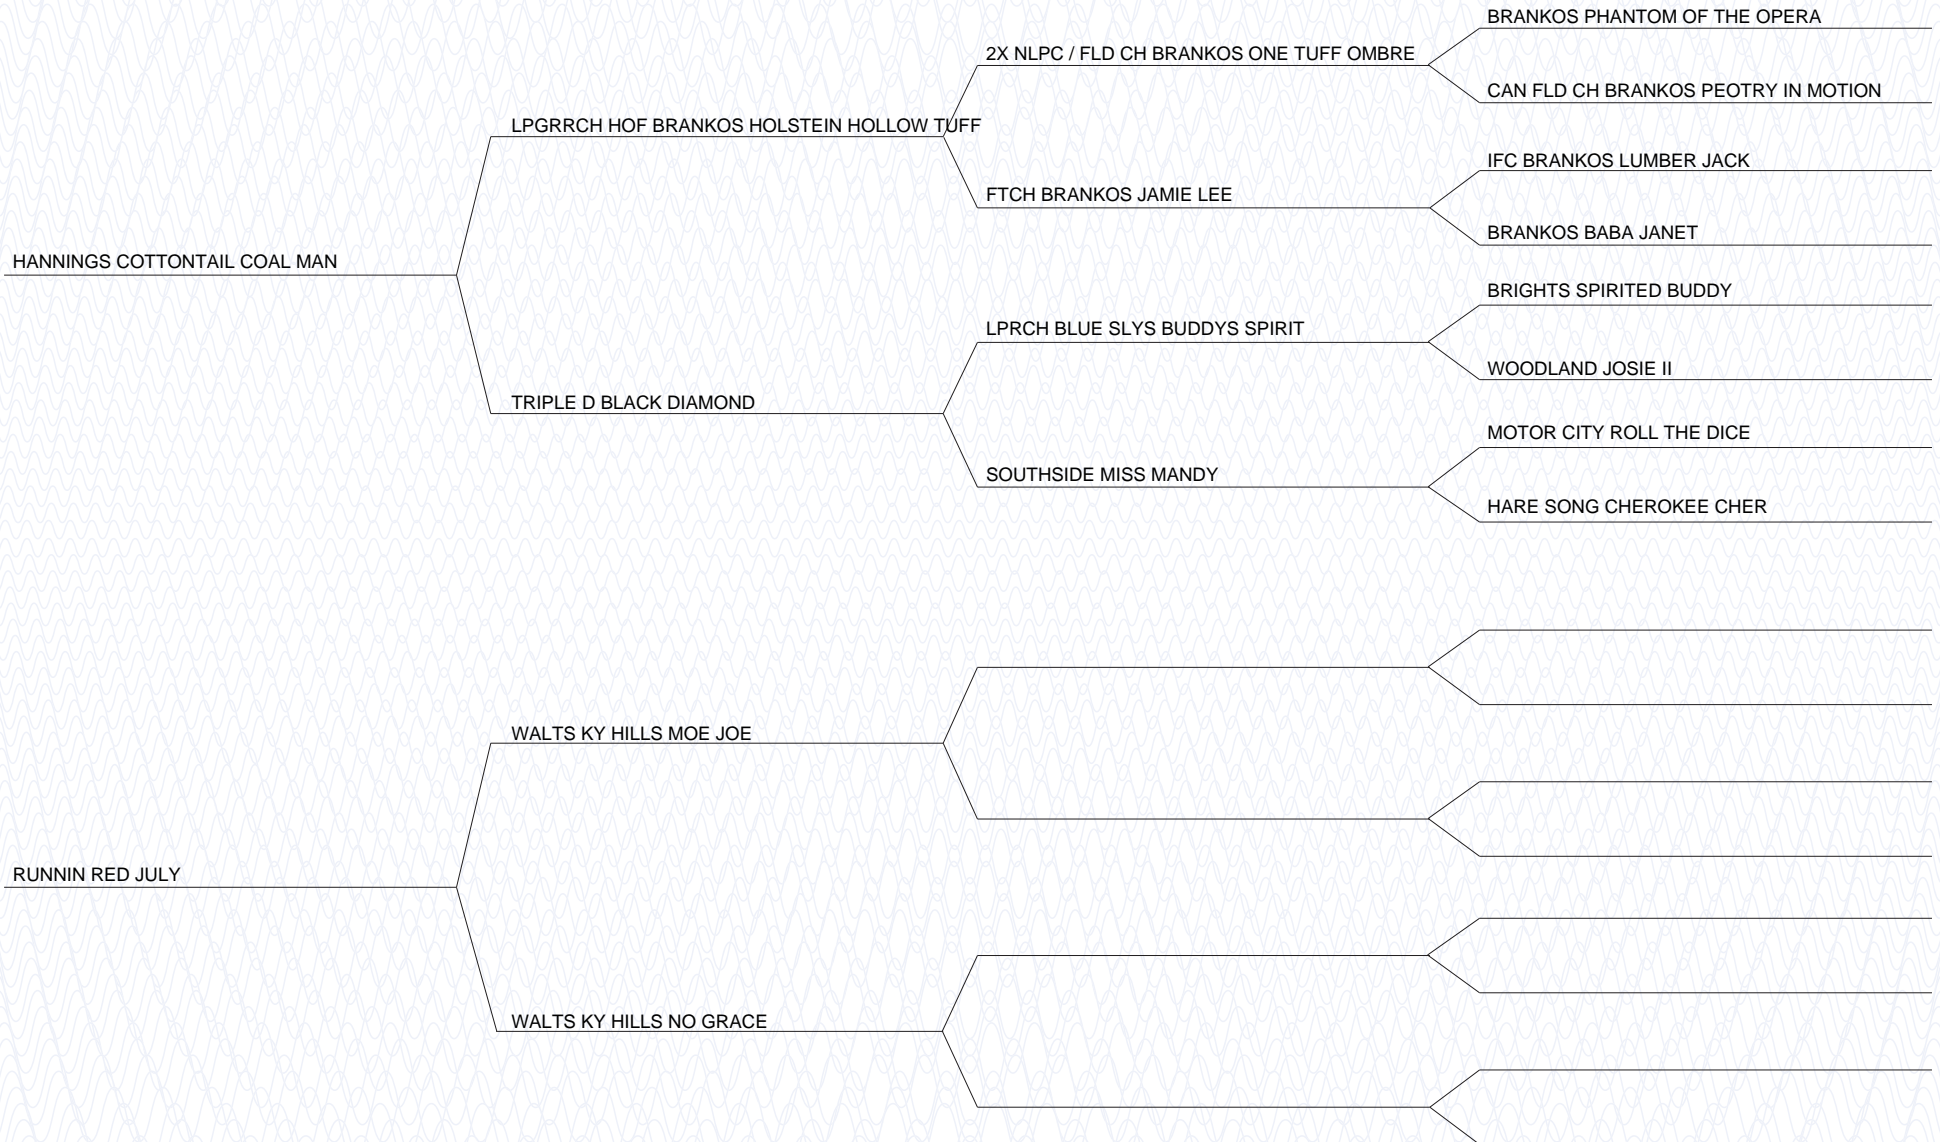 BRANKOS PHANTOM OF THE OPERA
2X NLPC / FLD CH BRANKOS ONE TUFF OMBRE
CAN FLD CH BRANKOS PEOTRY IN MOTION
LPGRRCH HOF BRANKOS HOLSTEIN HOLLOW TUFF
IFC BRANKOS LUMBER JACK
FTCH BRANKOS JAMIE LEE
BRANKOS BABA JANET
HANNINGS COTTONTAIL COAL MAN
BRIGHTS SPIRITED BUDDY
LPRCH BLUE SLYS BUDDYS SPIRIT
WOODLAND JOSIE II
TRIPLE D BLACK DIAMOND
MOTOR CITY ROLL THE DICE
SOUTHSIDE MISS MANDY
HARE SONG CHEROKEE CHER
WALTS KY HILLS MOE JOE
RUNNIN RED JULY
WALTS KY HILLS NO GRACE